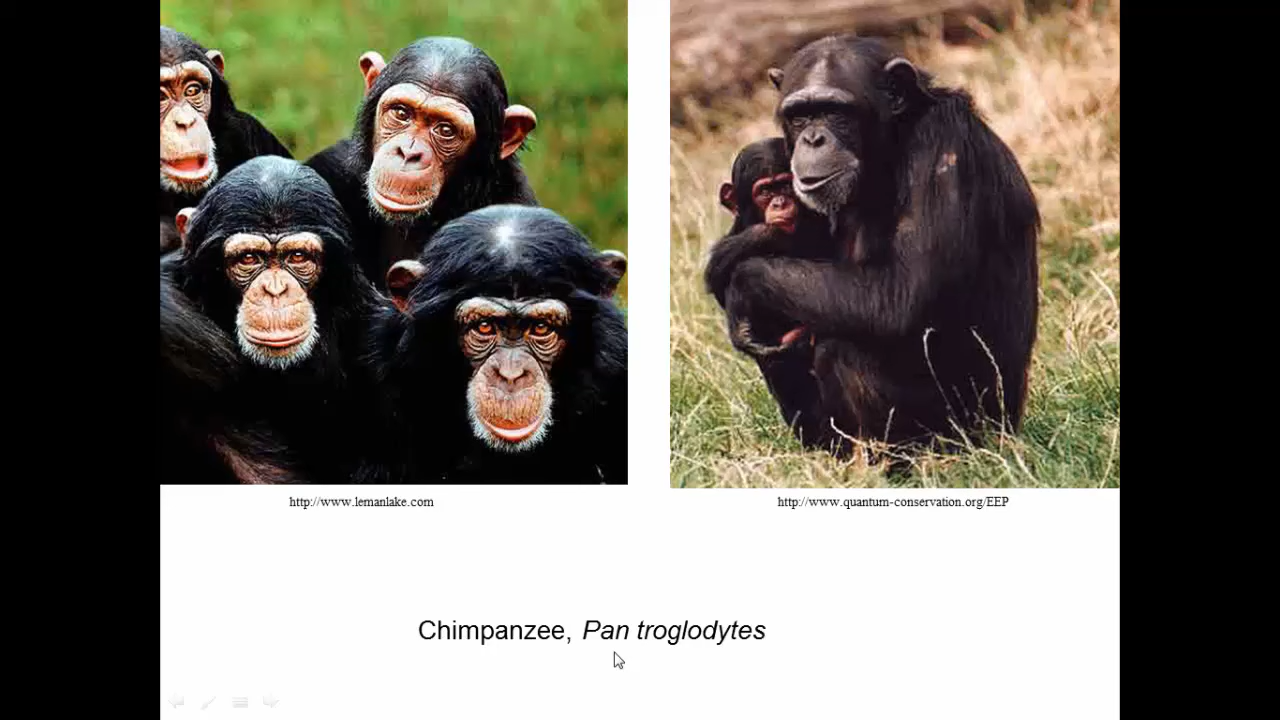 http://www.lemanlake.com
http://www.quantum-conservation.org/EEP
Chimpanzee, Pan troglodytes